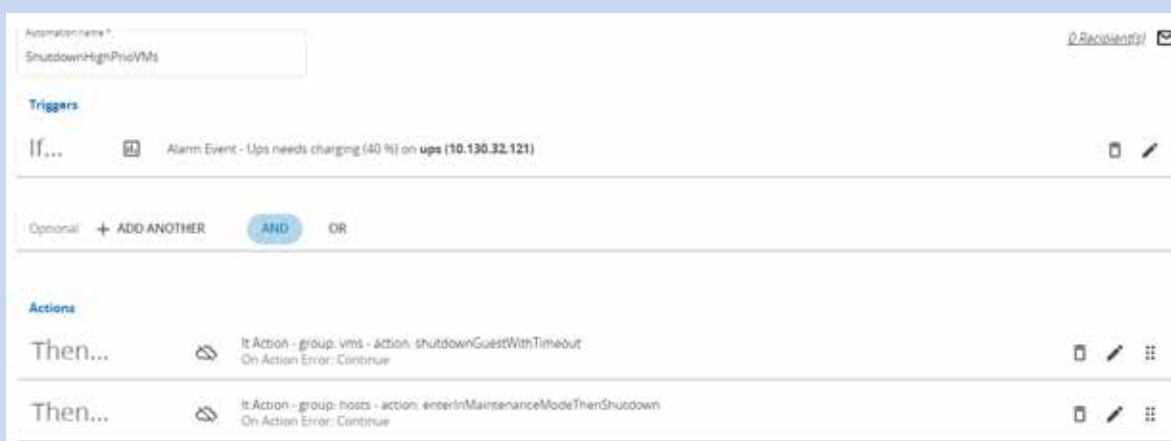 Automation name *
0 Recipient(s)
ShutdownHighPrioVMs
Triggers
If...
Alarm Event - Ups needs charging (40 %) on ups (10.130.32.121)
Optional + ADD ANOTHER AND OR
Actions
Then...
It Action - group: vms - action: shutdownGuestWithTimeout
On Action Error: Continue
Then...
It Action - group: hosts - action: enterInMaintenanceModeThenShutdown
On Action Error: Continue